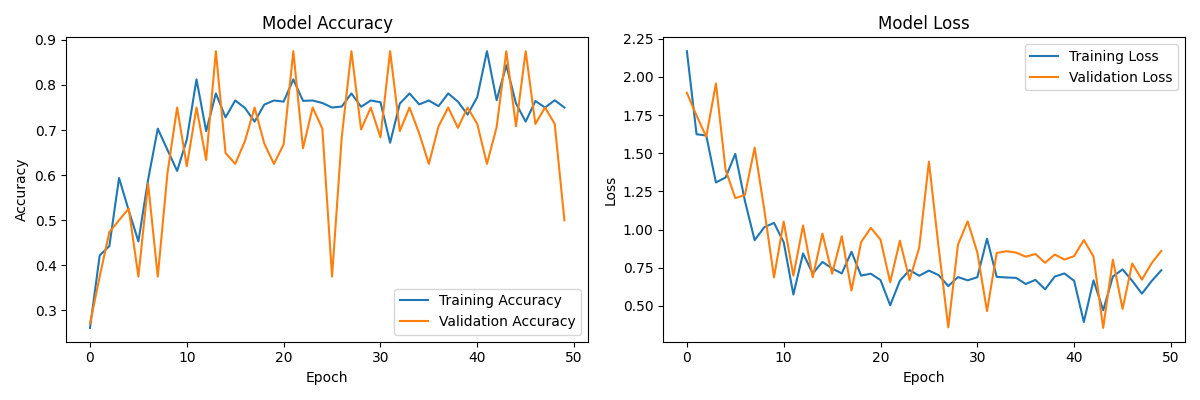 Model Accuracy
Accuracy
0.9
0.8
0.7
0.6
0.5
0.4
0.3
Training Accuracy
Validation Accuracy
0 10 20 30 40 50
Epoch
Model Loss
Loss
2.25
2.00
1.75
1.50
1.25
1.00
0.75
0.50
Training Loss
Validation Loss
0 10 20 30 40 50
Epoch